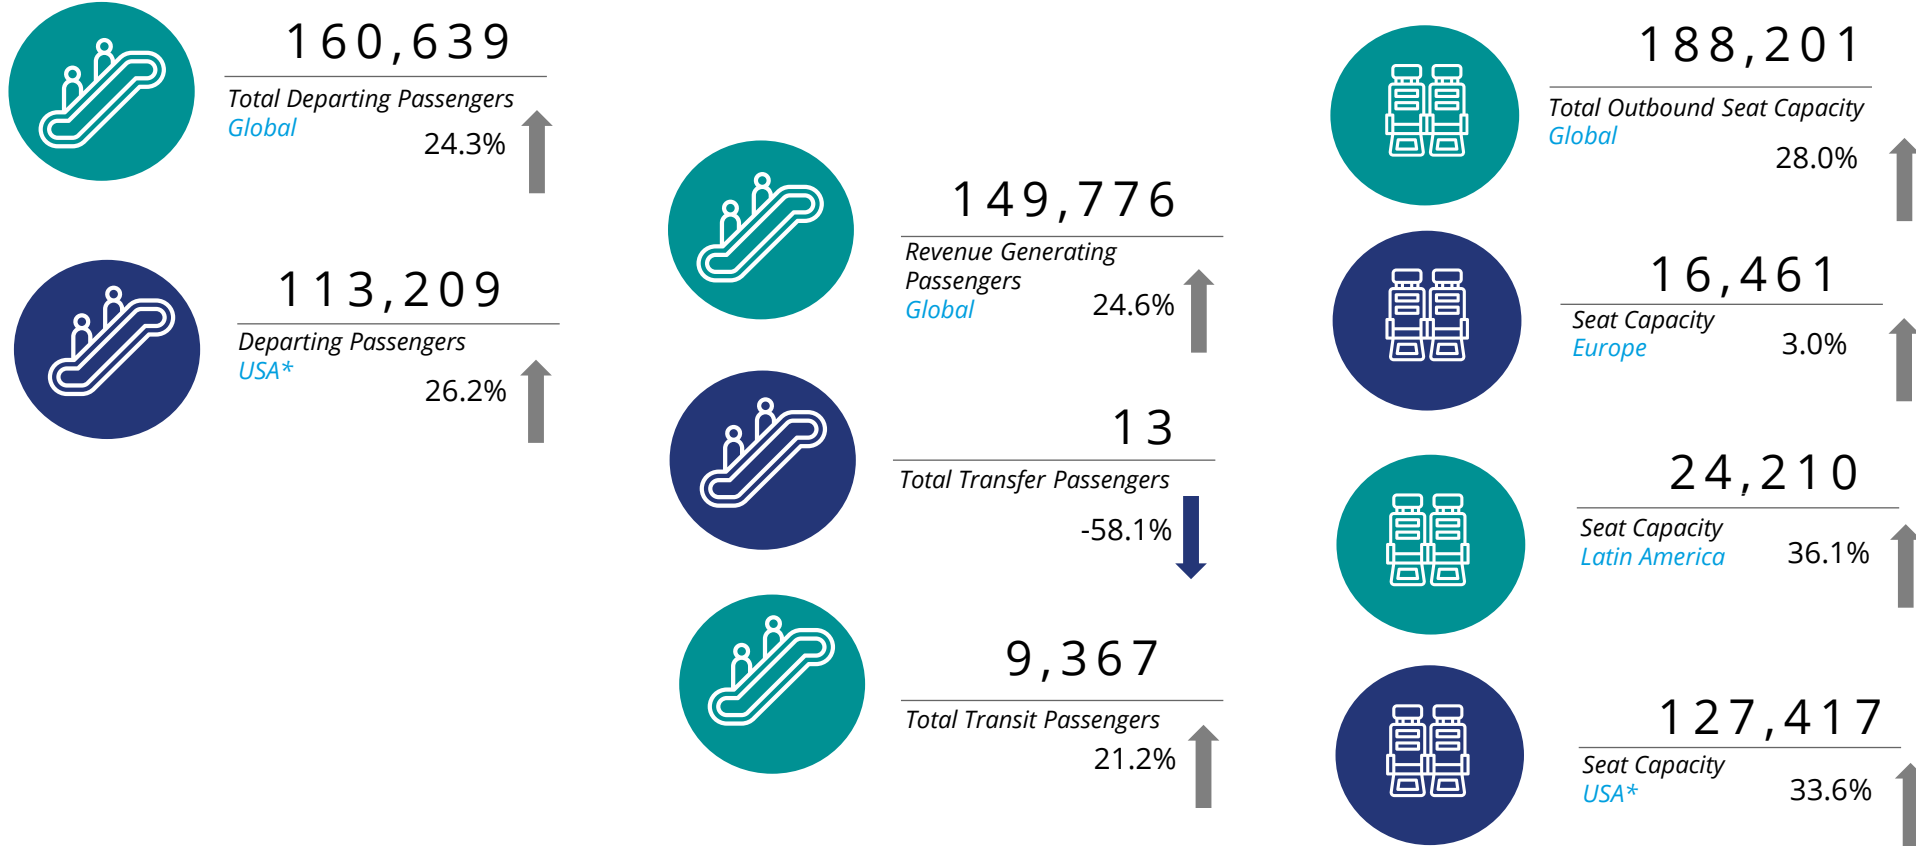 160,639
Total Departing Passengers
Global
24.3%
113,209
Departing Passengers
USA*
26.2%
149,776
Revenue Generating
Passengers
Global
24.6%
13
Total Transfer Passengers
-58.1%
9,367
Total Transit Passengers
21.2%
188,201
Total Outbound Seat Capacity
Global
28.0%
16,461
Seat Capacity
Europe
3.0%
24,210
Seat Capacity
Latin America
36.1%
127,417
Seat Capacity
USA*
33.6%